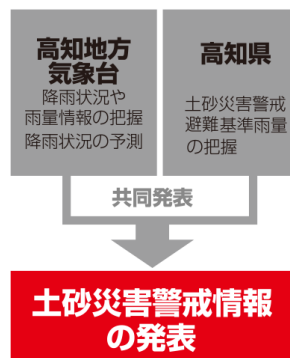 高知地方
気象台
降雨状況や
雨量情報の把握
降雨状況の予測
高知県
土砂災害警戒
避難基準雨量
の把握
共同発表
土砂災害警戒情報
の発表